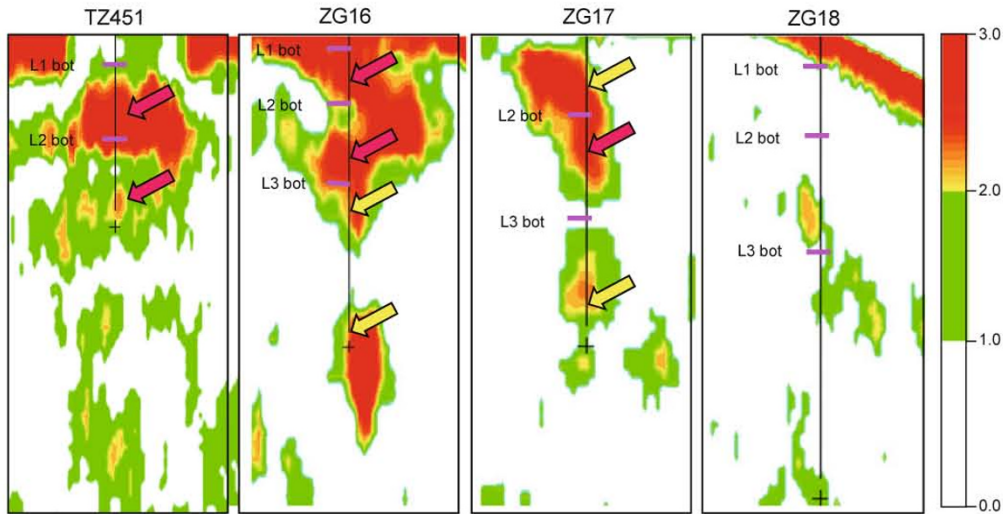 TZ451
L1 bot
L2 bot
ZG16
L1 bot
L2 bot
L3 bot
ZG17
L2 bot
L3 bot
ZG18
L1 bot
L2 bot
L3 bot
3.0
2.0
1.0
0.0